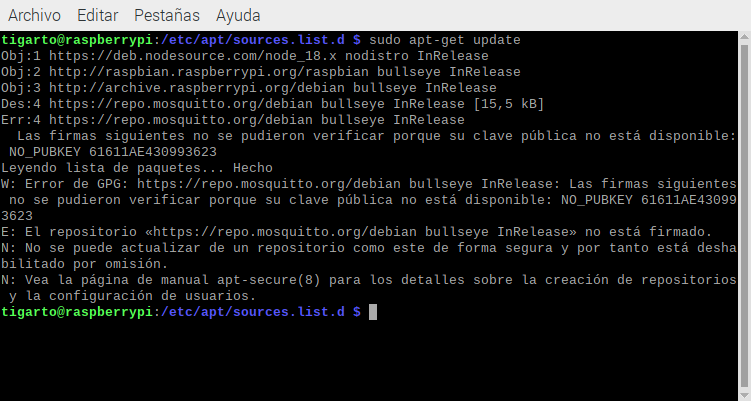 Archivo Editar Pestañas Ayuda
tigarto@raspberrypi:/etc/apt/sources.list.d $ sudo apt-get update
Obj:1 https://deb.nodesource.com/node_18.x nodistro InRelease
Obj:2 http://raspbian.raspberrypi.org/raspbian bullseye InRelease
Obj:3 http://archive.raspberrypi.org/debian bullseye InRelease
Des:4 https://repo.mosquitto.org/debian bullseye InRelease [15,5 kB]
Err:4 https://repo.mosquitto.org/debian bullseye InRelease
  Las firmas siguientes no se pudieron verificar porque su clave pública no está disponible:
 NO_PUBKEY 61611AE430993623
Leyendo lista de paquetes... Hecho
W: Error de GPG: https://repo.mosquitto.org/debian bullseye InRelease: Las firmas siguientes
 no se pudieron verificar porque su clave pública no está disponible: NO_PUBKEY 61611AE43099
3623
E: El repositorio «https://repo.mosquitto.org/debian bullseye InRelease» no está firmado.
N: No se puede actualizar de un repositorio como este de forma segura y por tanto está desha
bilitado por omisión.
N: Vea la página de manual apt-secure(8) para los detalles sobre la creación de repositorios
 y la configuración de usuarios.
tigarto@raspberrypi:/etc/apt/sources.list.d $